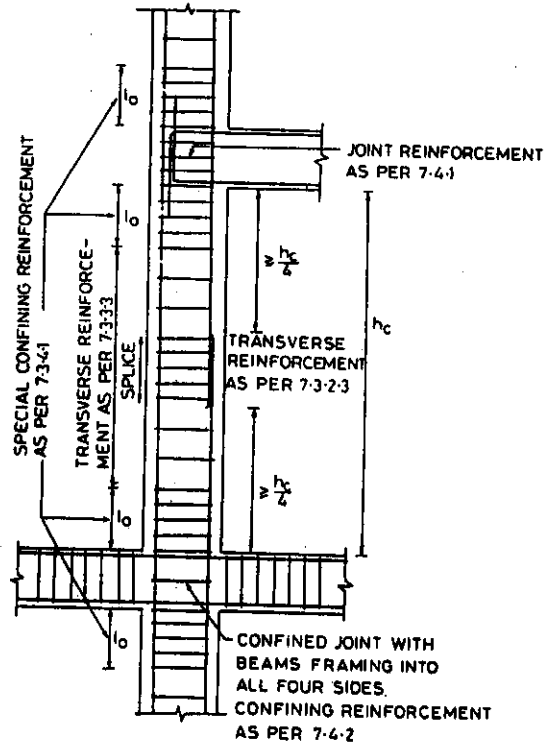 l₀
JOINT REINFORCEMENT
AS PER 7·4·1
l₀
≥ hc/4
hc
SPECIAL CONFINING REINFORCEMENT
AS PER 7·3·4·1
TRANSVERSE REINFORCE-
MENT AS PER 7·3·3·3
SPLICE
TRANSVERSE
REINFORCEMENT
AS PER 7·3·2·3
≥ hc/4
l₀
l₀
CONFINED JOINT WITH
BEAMS FRAMING INTO
ALL FOUR SIDES.
CONFINING REINFORCEMENT
AS PER 7·4·2